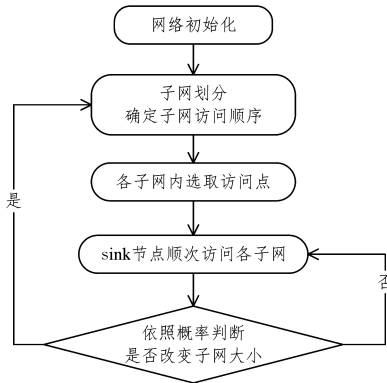 网络初始化
子网划分
确定子网访问顺序
是
各子网内选取访问点
sink节点顺次访问各子网
否
依照概率判断
是否改变子网大小